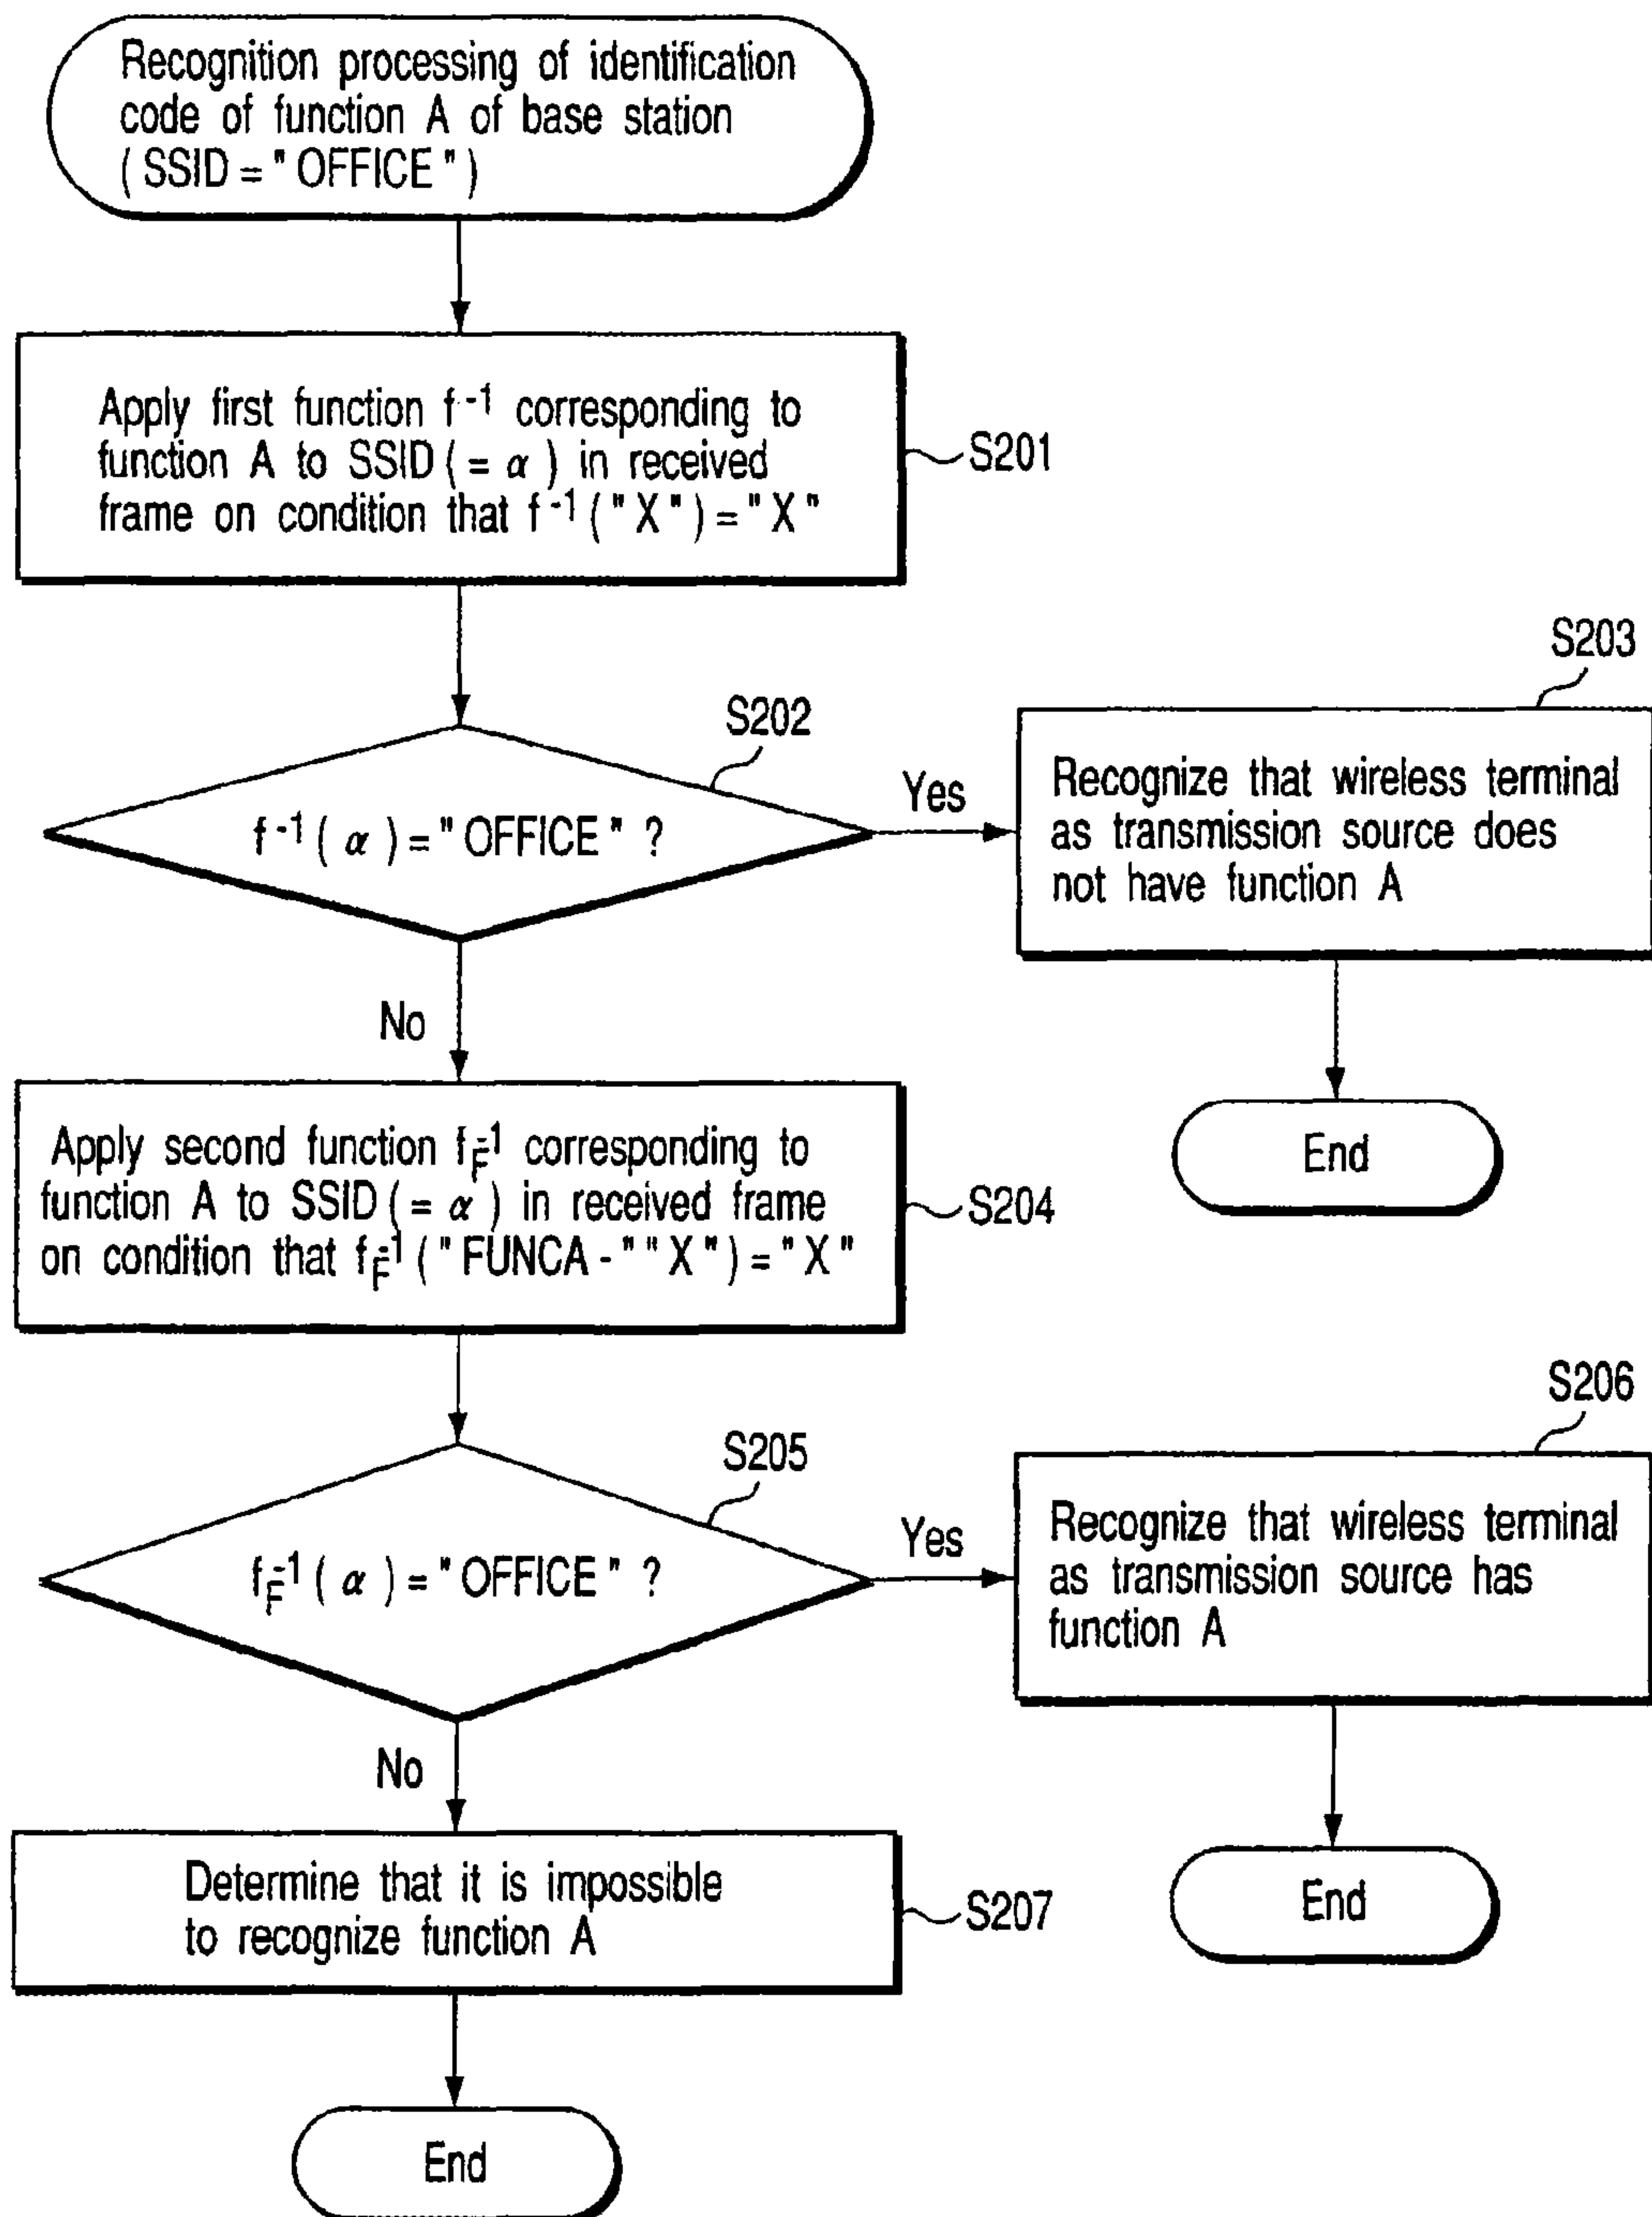 Recognition processing of identification
code of function A of base station
( SSID = " OFFICE " )
Apply first function f⁻¹ corresponding to
function A to SSID ( = α ) in received
frame on condition that f⁻¹ ( " X " ) = " X "
S201
S202
f⁻¹ ( α ) = " OFFICE " ?
Yes
S203
Recognize that wireless terminal
as transmission source does
not have function A
End
No
Apply second function f_F⁻¹ corresponding to
function A to SSID ( = α ) in received frame
on condition that f_F⁻¹ ( " FUNCA - " " X " ) = " X "
S204
S205
f_F⁻¹ ( α ) = " OFFICE " ?
Yes
S206
Recognize that wireless terminal
as transmission source has
function A
End
No
Determine that it is impossible
to recognize function A
S207
End